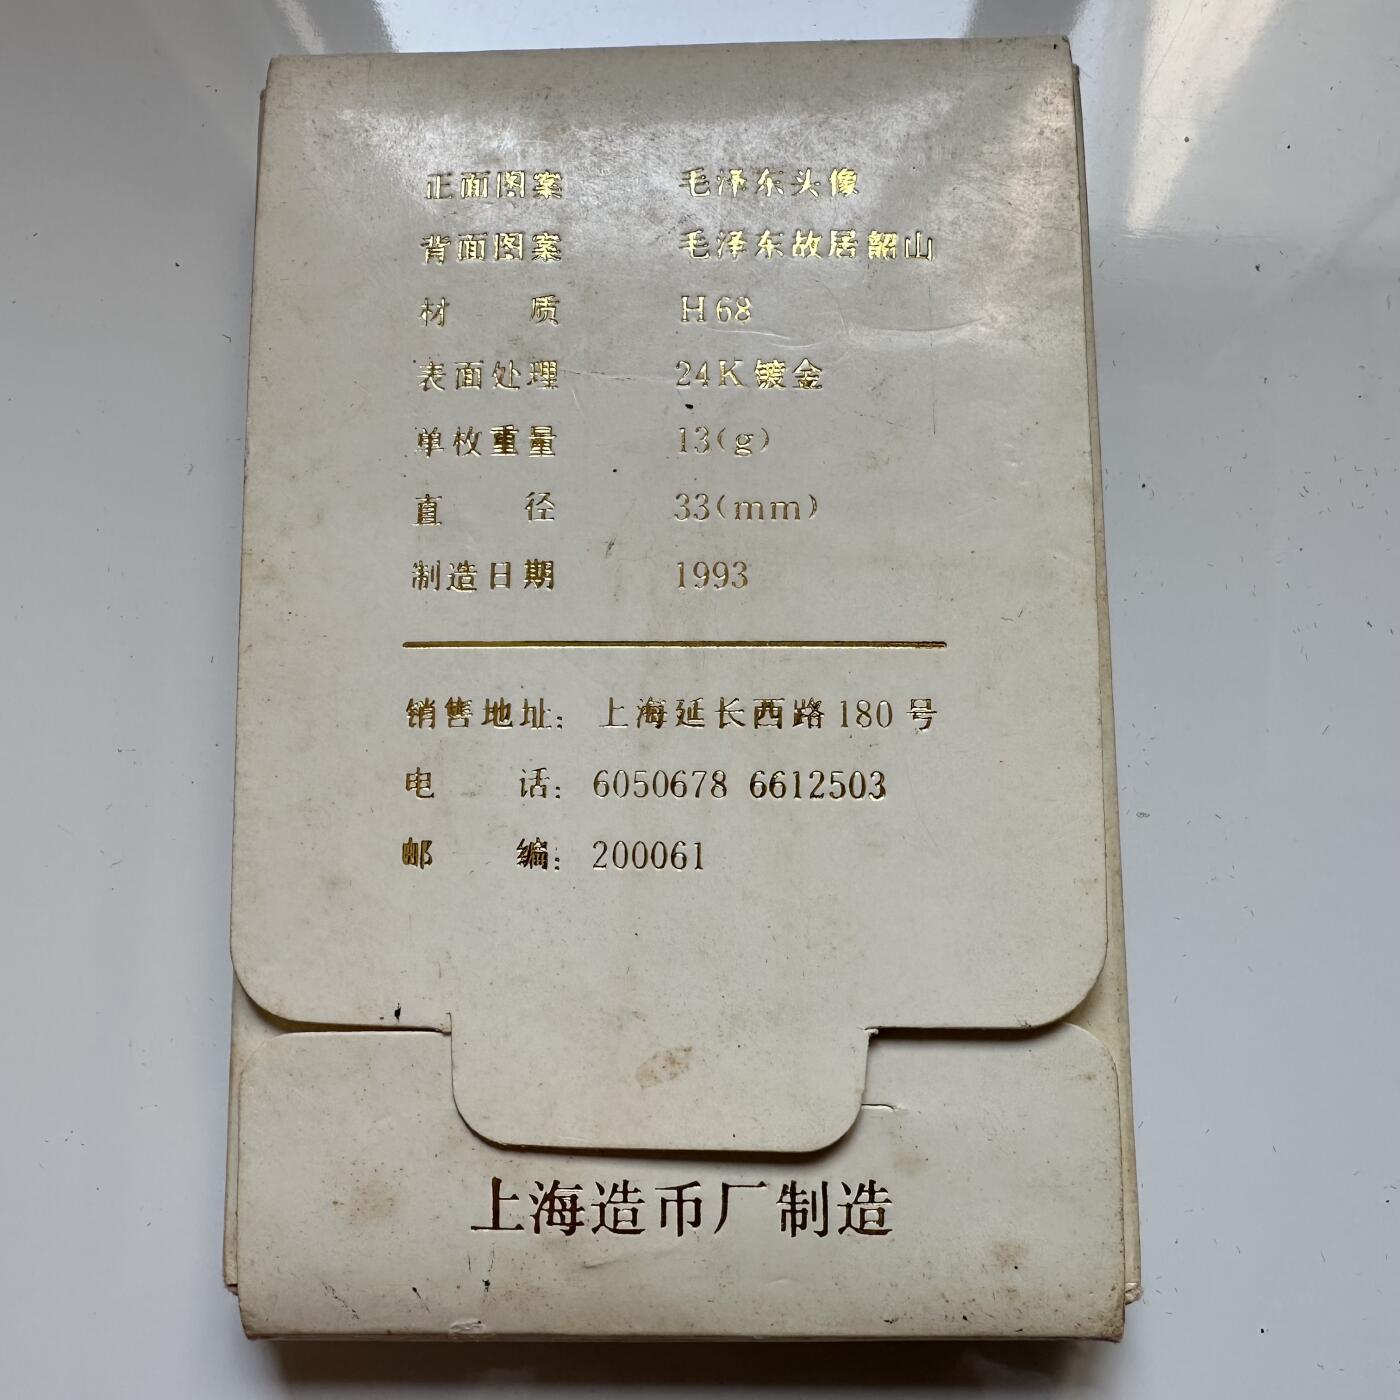 正面图案 毛泽东头像
背面图案 毛泽东故居韶山
材 质 H68
表面处理 24K镀金
单枚重量 13(g)
直 径 33(mm)
制造日期 1993
销售地址: 上海延长西路180号
电 话: 6050678 6612503
邮 编: 200061
上海造币厂制造